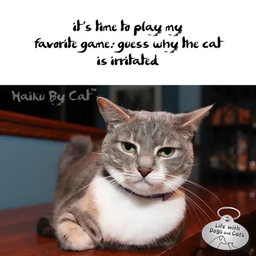 it's time to play my
favorite game: guess why the cat
is irritated
Haiku By Cat™
Life with
Dogs and Cats